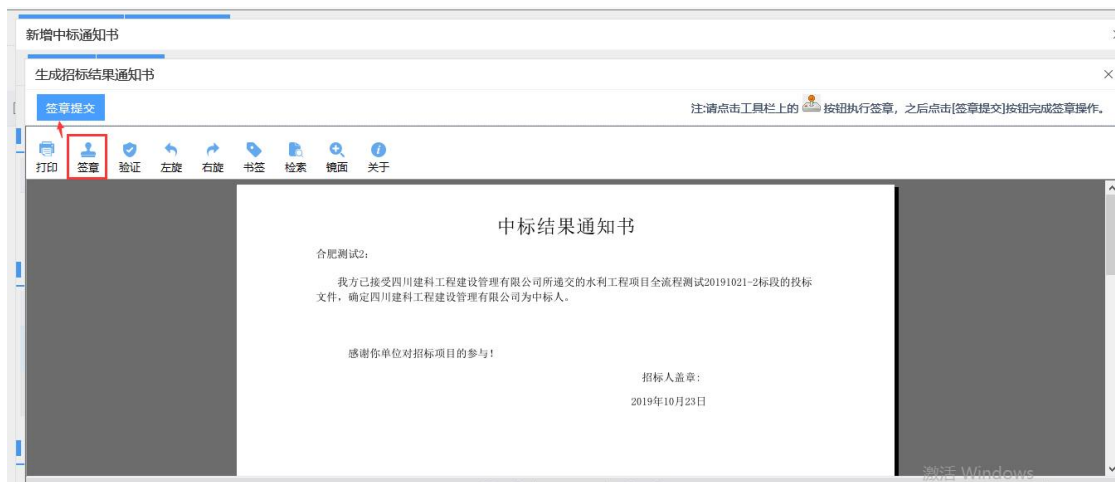 新增中标通知书
生成招标结果通知书
签章提交
注:请点击工具栏上的 按钮执行签章，之后点击[签章提交]按钮完成签章操作。
打印 签章 验证 左旋 右旋 书签 检索 镜面 关于
中标结果通知书
合肥测试2：
我方已接受四川建科工程建设管理有限公司所递交的水利工程项目全流程测试20191021-2标段的投标
文件，确定四川建科工程建设管理有限公司为中标人。
感谢你单位对招标项目的参与！
招标人盖章：
2019年10月23日
激活 Windows